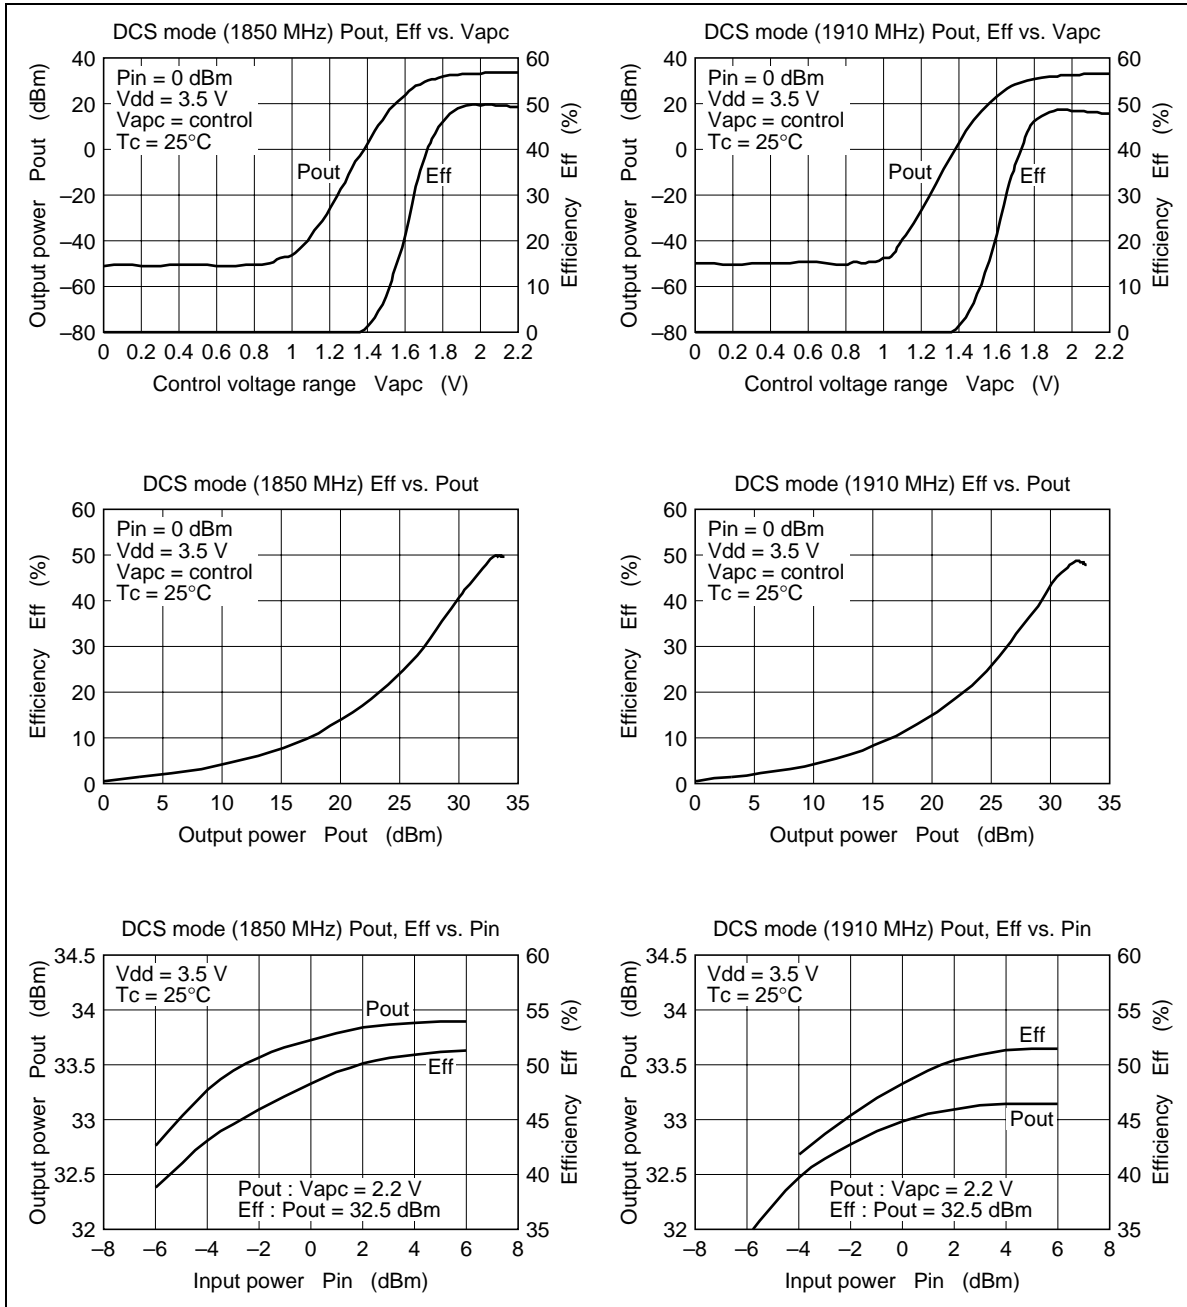 DCS mode (1850 MHz) Pout, Eff vs. Vapc
Output power Pout (dBm)
40
20
0
–20
–40
–60
–80
Pin = 0 dBm
Vdd = 3.5 V
Vapc = control
Tc = 25°C
Pout
Eff
60
50
40
30
20
10
0
Efficiency Eff (%)
0 0.2 0.4 0.6 0.8 1 1.2 1.4 1.6 1.8 2 2.2
Control voltage range Vapc (V)
DCS mode (1910 MHz) Pout, Eff vs. Vapc
Output power Pout (dBm)
40
20
0
–20
–40
–60
–80
Pin = 0 dBm
Vdd = 3.5 V
Vapc = control
Tc = 25°C
Pout
Eff
60
50
40
30
20
10
0
Efficiency Eff (%)
0 0.2 0.4 0.6 0.8 1 1.2 1.4 1.6 1.8 2 2.2
Control voltage range Vapc (V)
DCS mode (1850 MHz) Eff vs. Pout
Efficiency Eff (%)
60
50
40
30
20
10
0
Pin = 0 dBm
Vdd = 3.5 V
Vapc = control
Tc = 25°C
0 5 10 15 20 25 30 35
Output power Pout (dBm)
DCS mode (1910 MHz) Eff vs. Pout
Efficiency Eff (%)
60
50
40
30
20
10
0
Pin = 0 dBm
Vdd = 3.5 V
Vapc = control
Tc = 25°C
0 5 10 15 20 25 30 35
Output power Pout (dBm)
DCS mode (1850 MHz) Pout, Eff vs. Pin
Output power Pout (dBm)
34.5
34
33.5
33
32.5
32
Vdd = 3.5 V
Tc = 25°C
Pout
Eff
Pout : Vapc = 2.2 V
Eff : Pout = 32.5 dBm
60
55
50
45
40
35
Efficiency Eff (%)
–8 –6 –4 –2 0 2 4 6 8
Input power Pin (dBm)
DCS mode (1910 MHz) Pout, Eff vs. Pin
Output power Pout (dBm)
34.5
34
33.5
33
32.5
32
Vdd = 3.5 V
Tc = 25°C
Eff
Pout
Pout : Vapc = 2.2 V
Eff : Pout = 32.5 dBm
60
55
50
45
40
35
Efficiency Eff (%)
–8 –6 –4 –2 0 2 4 6 8
Input power Pin (dBm)